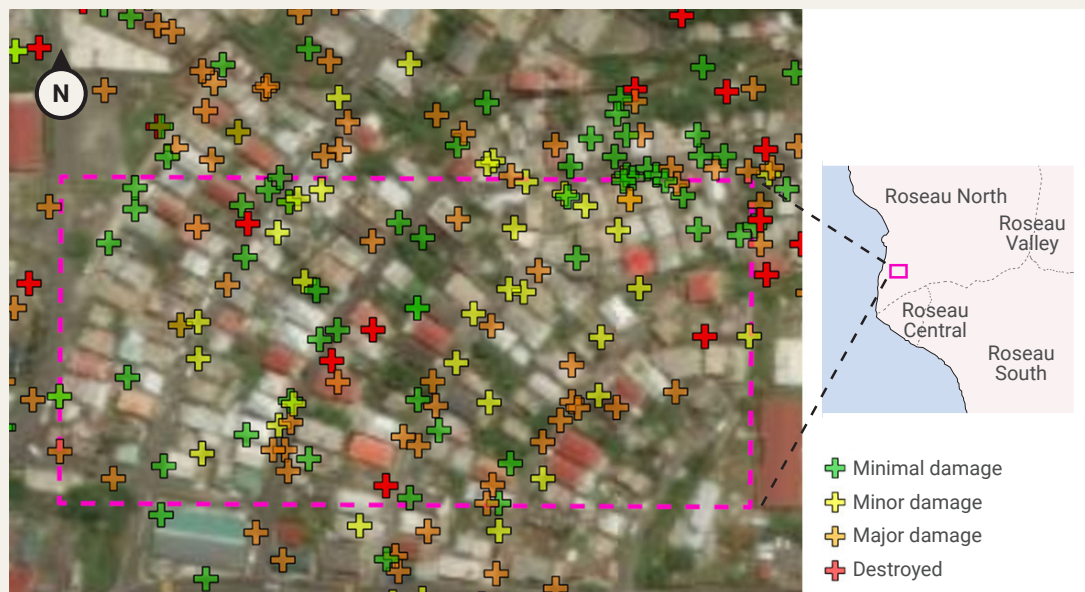 N
Roseau North
Roseau
Valley
Roseau
Central
Roseau
South
Minimal damage
Minor damage
Major damage
Destroyed